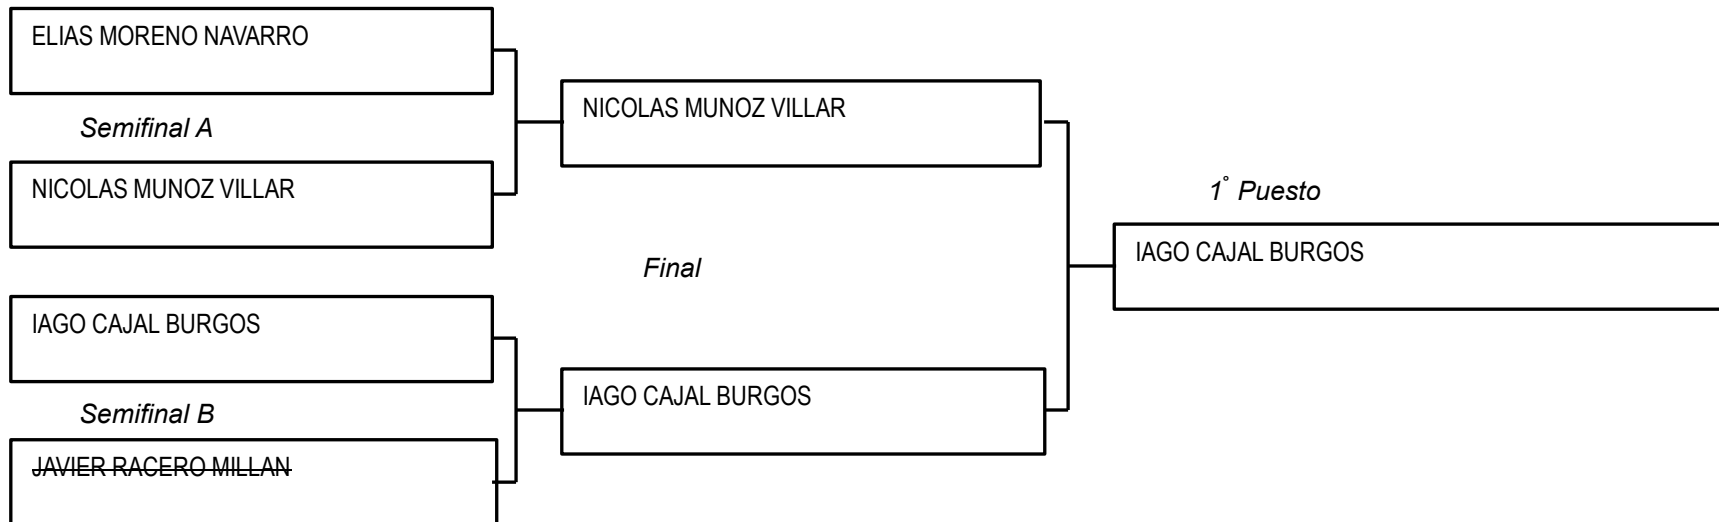 ELIAS MORENO NAVARRO
Semifinal A
NICOLAS MUNOZ VILLAR
IAGO CAJAL BURGOS
Semifinal B
JAVIER RACERO MILLAN
NICOLAS MUNOZ VILLAR
Final
IAGO CAJAL BURGOS
1° Puesto
IAGO CAJAL BURGOS